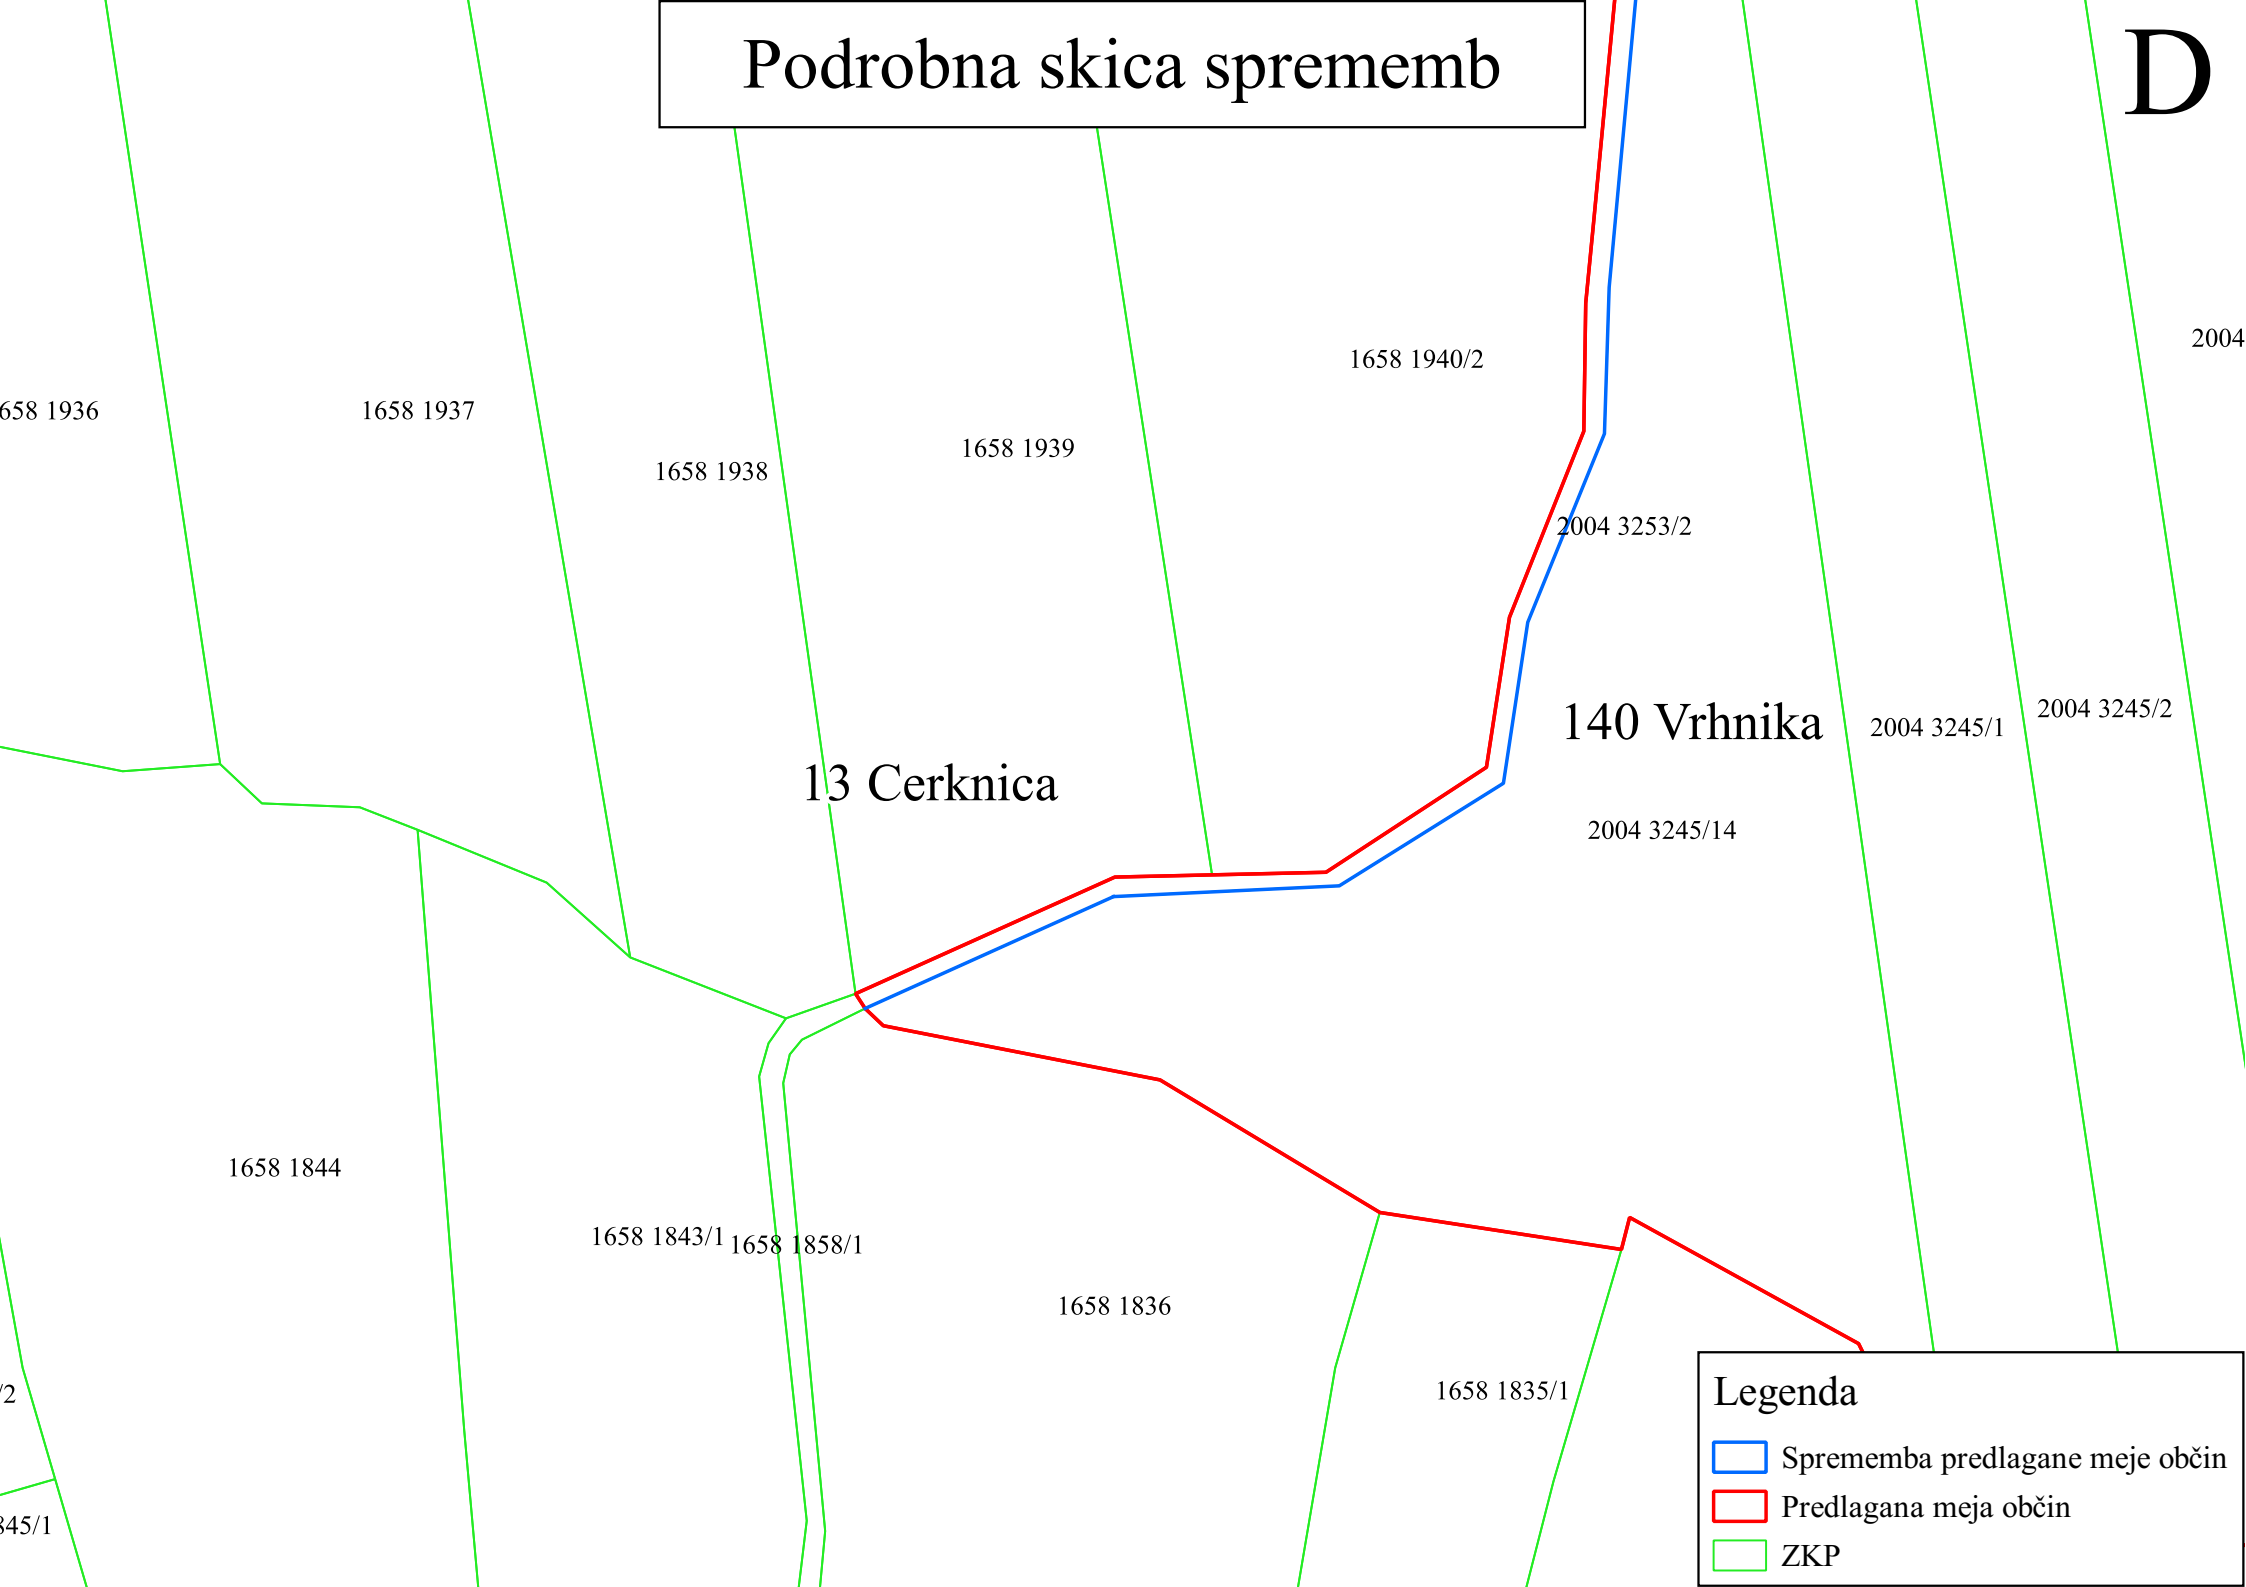 Podrobna skica sprememb
D
2004
1658 1940/2
658 1936
1658 1937
1658 1939
1658 1938
2004 3253/2
2004 3245/2
140 Vrhnika
2004 3245/1
13 Cerknica
2004 3245/14
1658 1844
1658 1843/1
1658 1858/1
1658 1836
1658 1835/1
/2
845/1
Legenda
Sprememba predlagane meje občin
Predlagana meja občin
ZKP